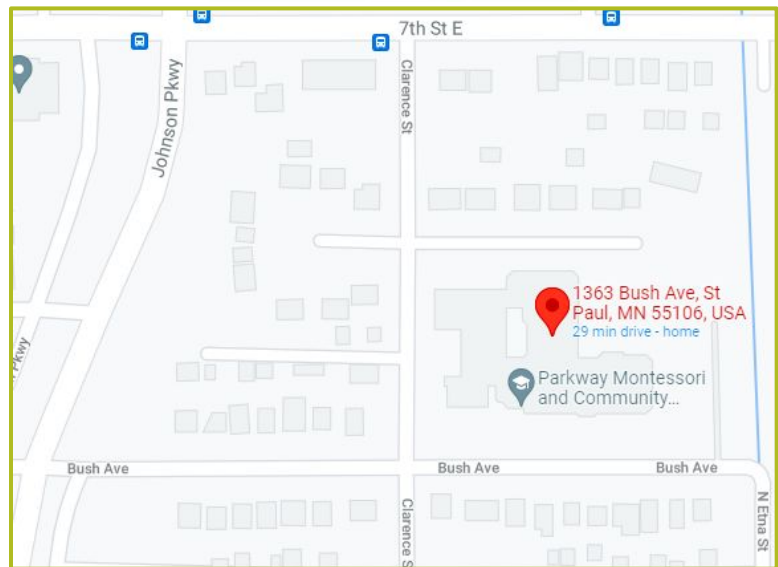 7th St E
Johnson Pkwy
Clarence St
1363 Bush Ave, St
Paul, MN 55106, USA
29 min drive - home
Parkway Montessori
and Community...
Pkwy
Bush Ave
Bush Ave
Bush Ave
Clarence S
N Etna St